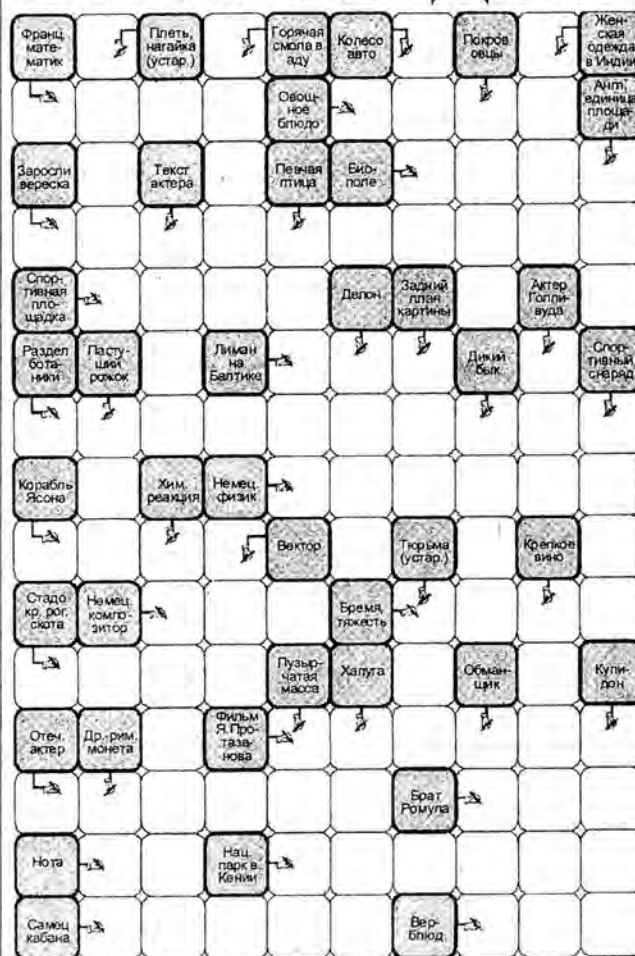 Франц.
мате-
матик
Плеть,
нагайка
(устар.)
Горячая
смола в
аду
Колесо
авто
Покров
овцы
Жен-
ская
одежда
в Индии
Овощ-
ное
блюдо
Англ.
единица
площа-
ди
Заросли
вереска
Текст
актера
Певчая
птица
Био-
поле
Спор-
тивная
пло-
щадка
Делон
Задний
план
картины
Актер
Голли-
вуда
Раздел
бота-
ники
Пасту-
ший
рожок
Лиман
на
Балтике
Дикий
бык
Спор-
тивный
снаряд
Корабль
Ясона
Хим.
реакция
Немец.
физик
Вектор
Тюрьма
(устар.)
Крепкое
вино
Стадо
кр. рог.
скота
Немец.
компо-
зитор
Бремя,
тяжесть
Пузыр-
чатая
масса
Халуга
Обман-
щик
Купи-
дон
Отеч.
актер
Др.-рим.
монета
Фильм
Я.Про-
таза-
нова
Брат
Ромула
Нота
Нац.
парк в
Кении
Самец
кабана
Вер-
блюд